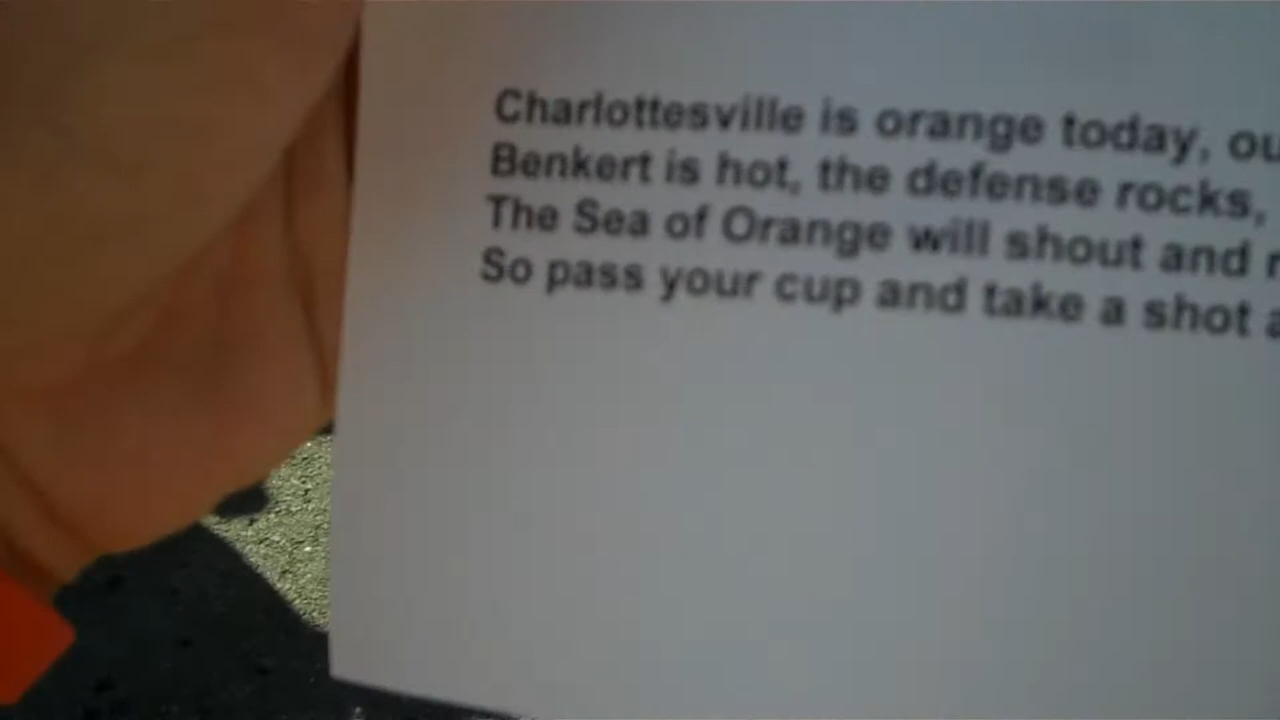 Charlottesville is orange today, ou
Benkert is hot, the defense rocks,
The Sea of Orange will shout and r
So pass your cup and take a shot a